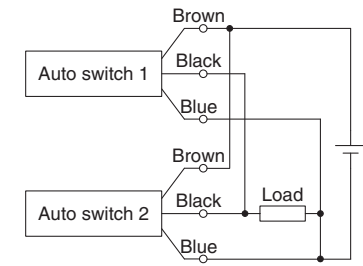 Brown
Auto switch 1
Black
Blue
Brown
Auto switch 2
Black
Load
Blue